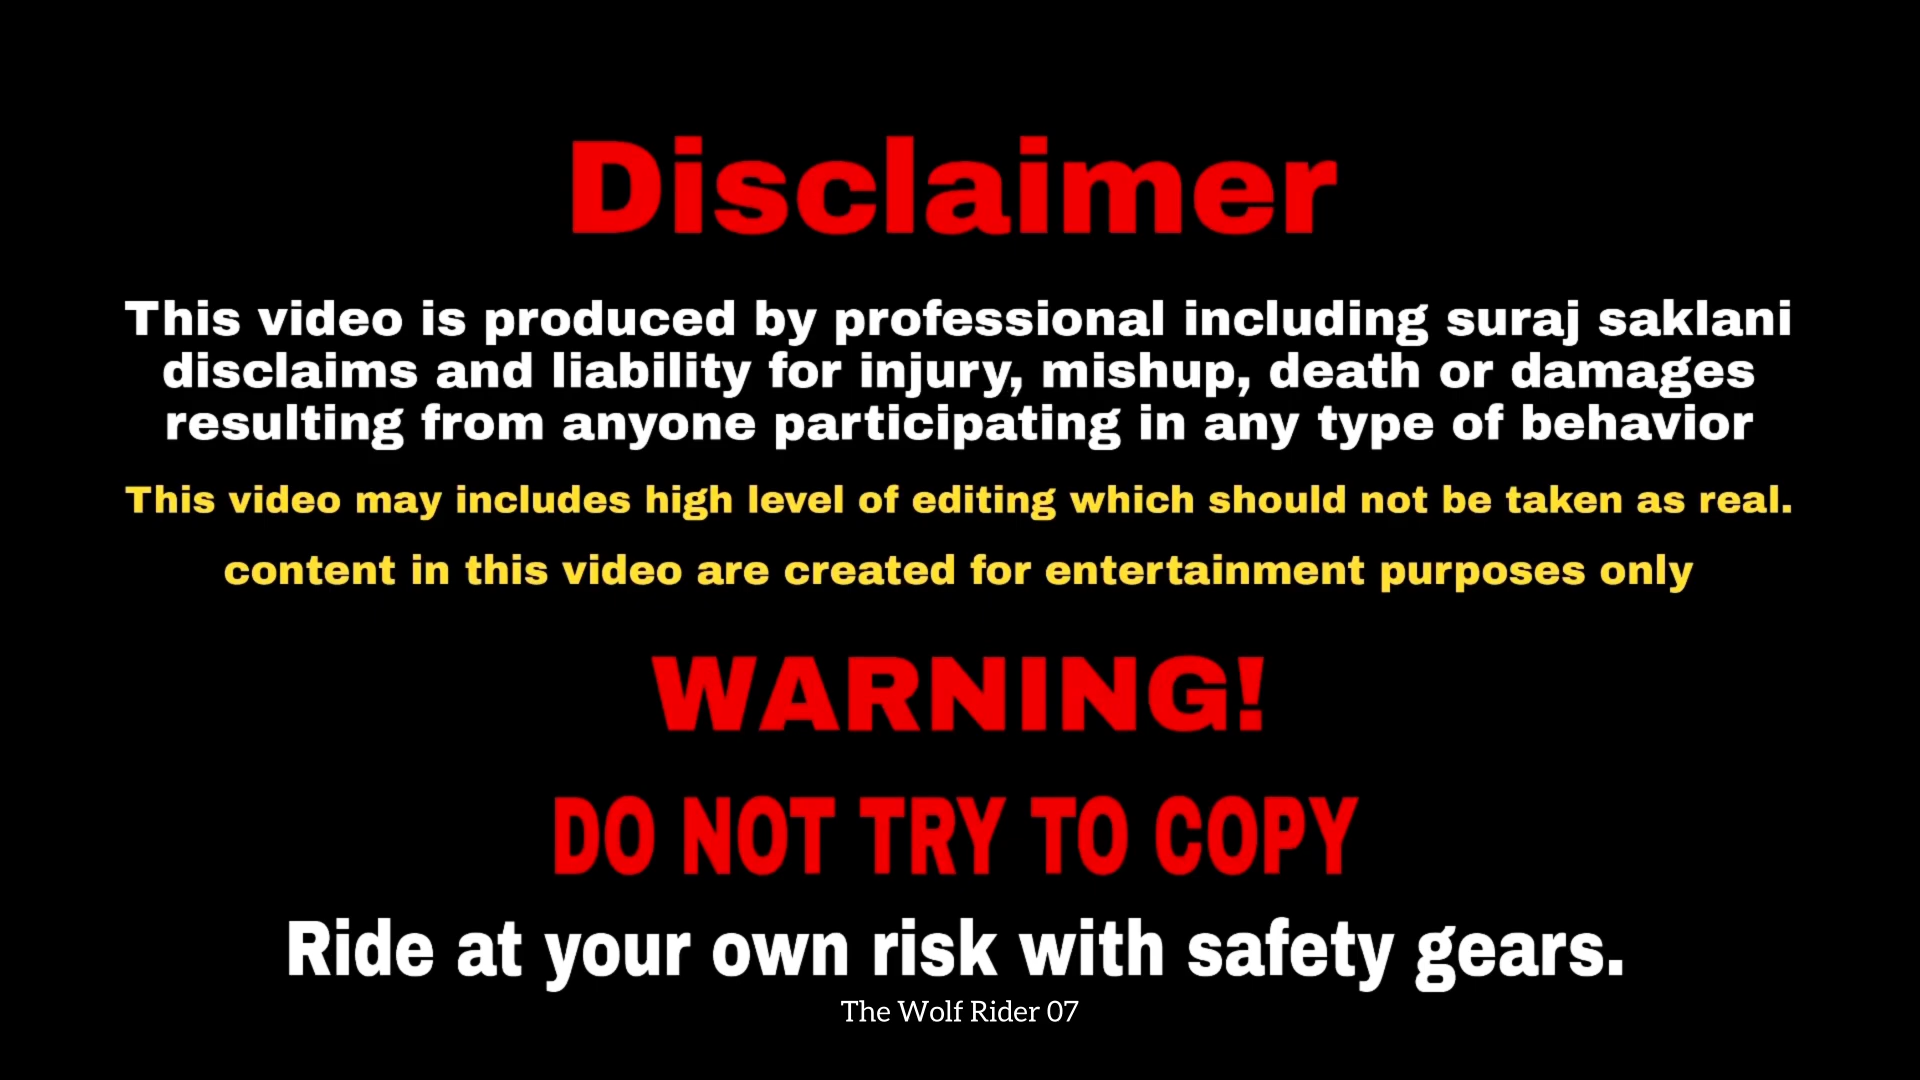 Disclaimer
This video is produced by professional including suraj saklani
disclaims and liability for injury, mishup, death or damages
resulting from anyone participating in any type of behavior
This video may includes high level of editing which should not be taken as real.
content in this video are created for entertainment purposes only
WARNING!
DO NOT TRY TO COPY
Ride at your own risk with safety gears.
The Wolf Rider 07